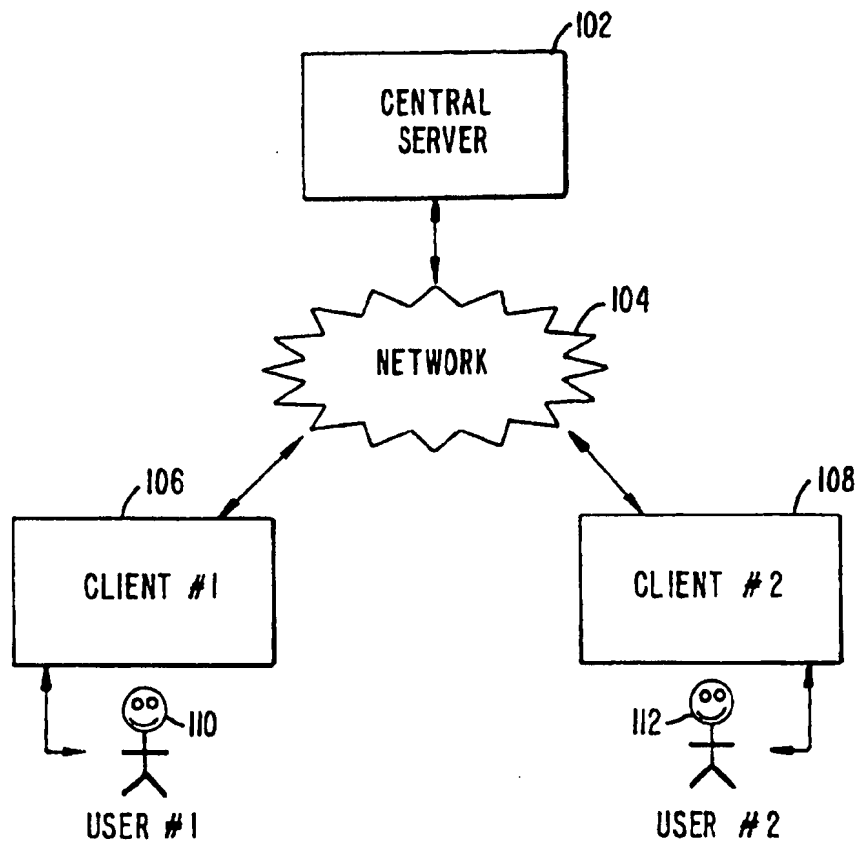 102
CENTRAL
SERVER
104
NETWORK
106
108
CLIENT #1
CLIENT #2
110
112
USER #1
USER #2